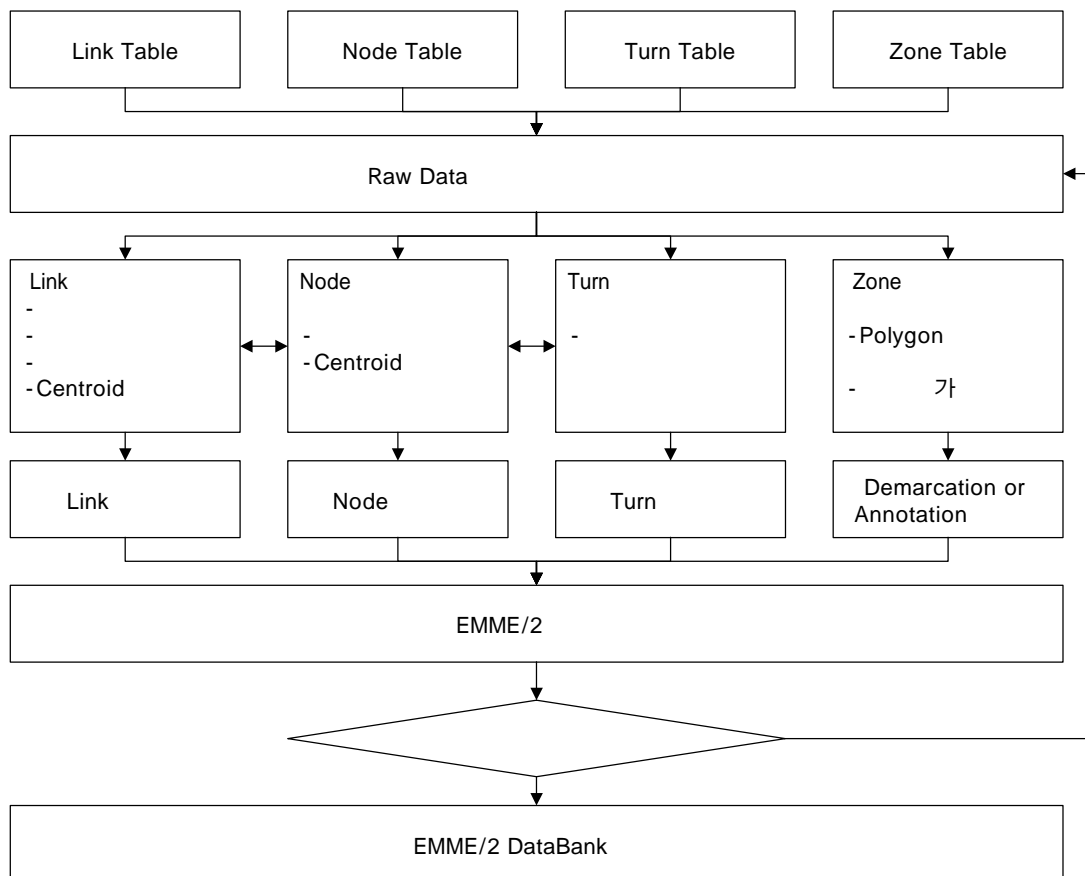 Link Table
Node Table
Turn Table
Zone Table
Raw Data
Link
-
-
-
-Centroid
Node
-
-Centroid
Turn
-
Zone
-Polygon
- 가
Link
Node
Turn
Demarcation or
Annotation
EMME/2
EMME/2 DataBank